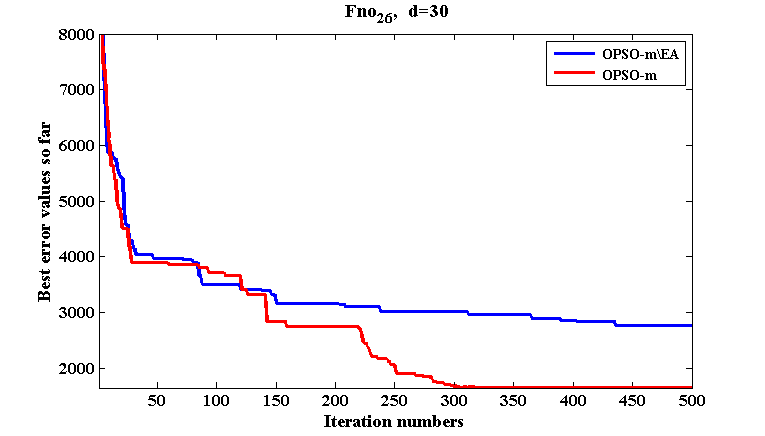 Fno26, d=30
Best error values so far
8000
7000
6000
5000
4000
3000
2000
OPSO-m\EA
OPSO-m
50 100 150 200 250 300 350 400 450 500
Iteration numbers